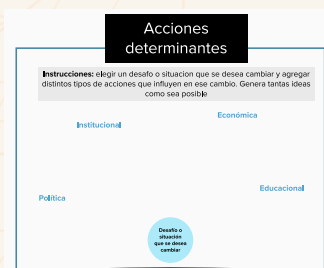 Acciones
determinantes
Instrucciones: elegir un desafo o situacion que se desea cambiar y agregar
distintos tipos de acciones que influyen en ese cambio. Genera tantas ideas
como sea posible
Económica
Institucional
Educacional
Política
Desafío o
situación
que se desea
cambiar